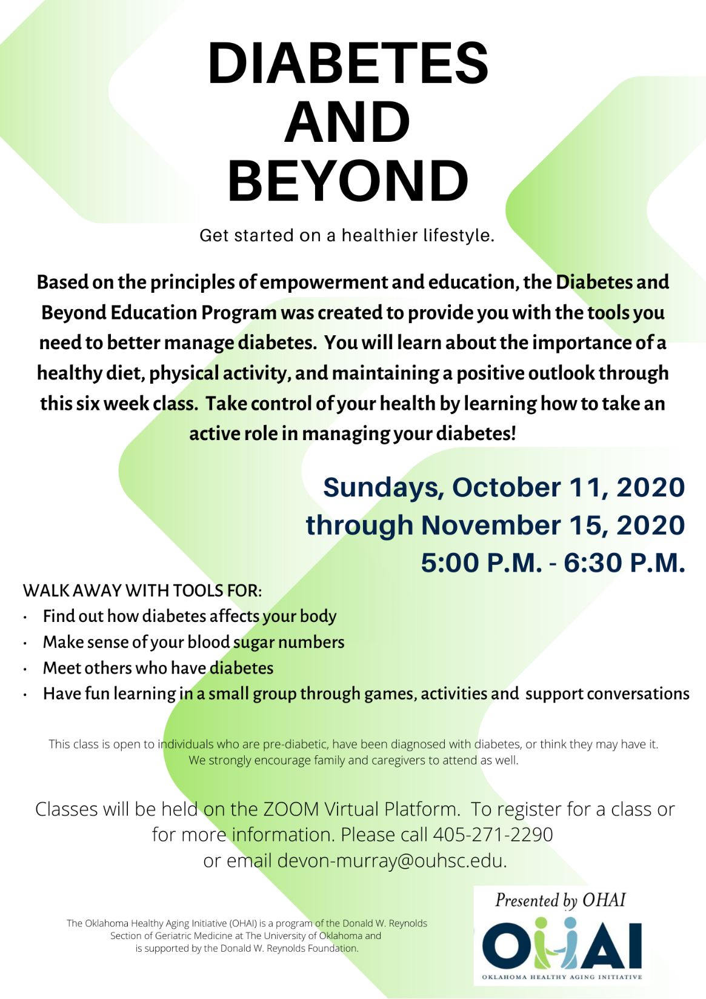 DIABETES
AND
BEYOND
Get started on a healthier lifestyle.
Based on the principles of empowerment and education, the Diabetes and
Beyond Education Program was created to provide you with the tools you
need to better manage diabetes.  You will learn about the importance of a
healthy diet, physical activity, and maintaining a positive outlook through
this six week class.  Take control of your health by learning how to take an
active role in managing your diabetes!
Sundays, October 11, 2020
through November 15, 2020
5:00 P.M. - 6:30 P.M.
WALK AWAY WITH TOOLS FOR:
· Find out how diabetes affects your body
· Make sense of your blood sugar numbers
· Meet others who have diabetes
· Have fun learning in a small group through games, activities and  support conversations
This class is open to individuals who are pre-diabetic, have been diagnosed with diabetes, or think they may have it.
We strongly encourage family and caregivers to attend as well.
Classes will be held on the ZOOM Virtual Platform.  To register for a class or
for more information. Please call 405-271-2290
or email devon-murray@ouhsc.edu.
The Oklahoma Healthy Aging Initiative (OHAI) is a program of the Donald W. Reynolds
Section of Geriatric Medicine at The University of Oklahoma and
is supported by the Donald W. Reynolds Foundation.
Presented by OHAI
OHAI
OKLAHOMA HEALTHY AGING INITIATIVE